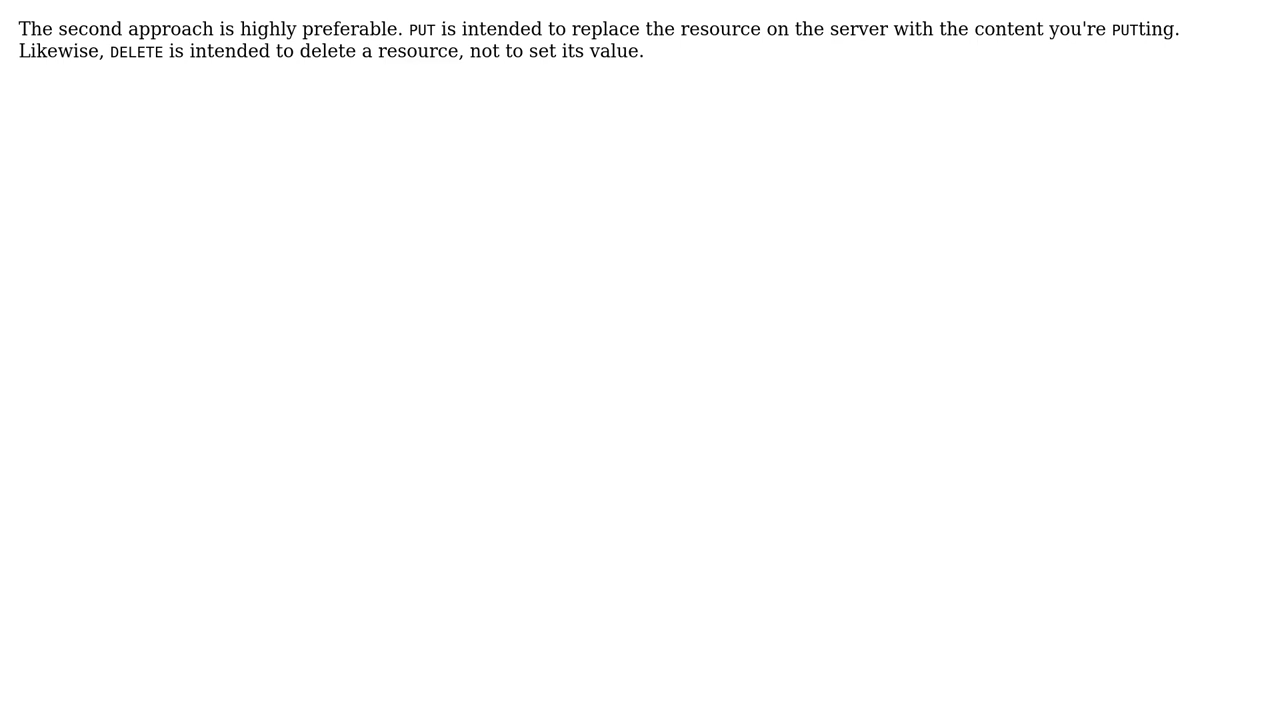 The second approach is highly preferable. PUT is intended to replace the resource on the server with the content you're PUTting.
Likewise, DELETE is intended to delete a resource, not to set its value.